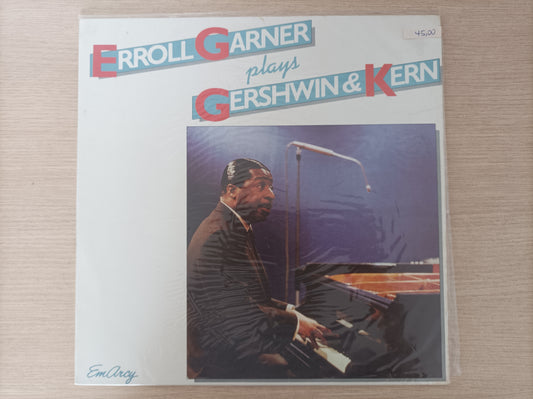 ERROLL GARNER
plays
GERSHWIN & KERN
45,00
EmArcy